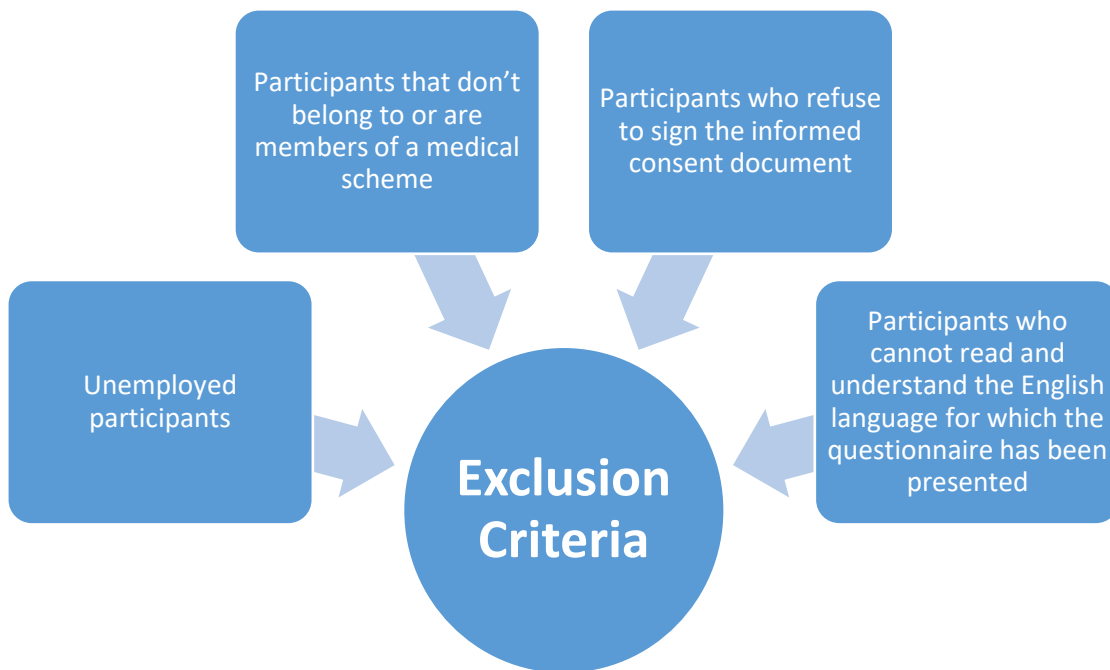 Participants that don’t
belong to or are
members of a medical
scheme
Participants who refuse
to sign the informed
consent document
Unemployed
participants
Participants who
cannot read and
understand the English
language for which the
questionnaire has been
presented
Exclusion
Criteria